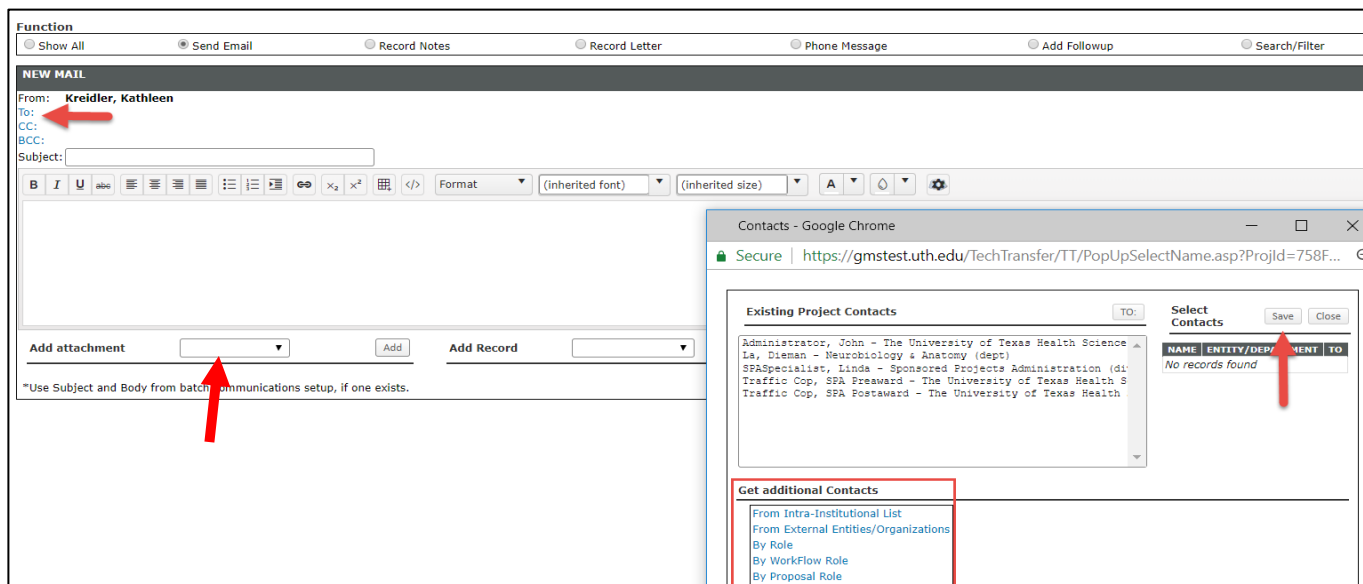 Function
Show All Send Email Record Notes Record Letter Phone Message Add Followup Search/Filter
NEW MAIL
From: Kreidler, Kathleen
To:
CC:
BCC:
Subject:
B I U abc x₂ x² </> Format (inherited font) (inherited size) A
Add attachment Add Add Record
*Use Subject and Body from batch communications setup, if one exists.
Contacts - Google Chrome
Secure | https://gmstest.uth.edu/TechTransfer/TT/PopUpSelectName.asp?ProjId=758F...
Existing Project Contacts TO:
Administrator, John - The University of Texas Health Science
La, Dieman - Neurobiology & Anatomy (dept)
SPASpecialist, Linda - Sponsored Projects Administration (di
Traffic Cop, SPA Preaward - The University of Texas Health S
Traffic Cop, SPA Postaward - The University of Texas Health
Select Contacts Save Close
NAME ENTITY/DEPARTMENT TO
No records found
Get additional Contacts
From Intra-Institutional List
From External Entities/Organizations
By Role
By WorkFlow Role
By Proposal Role